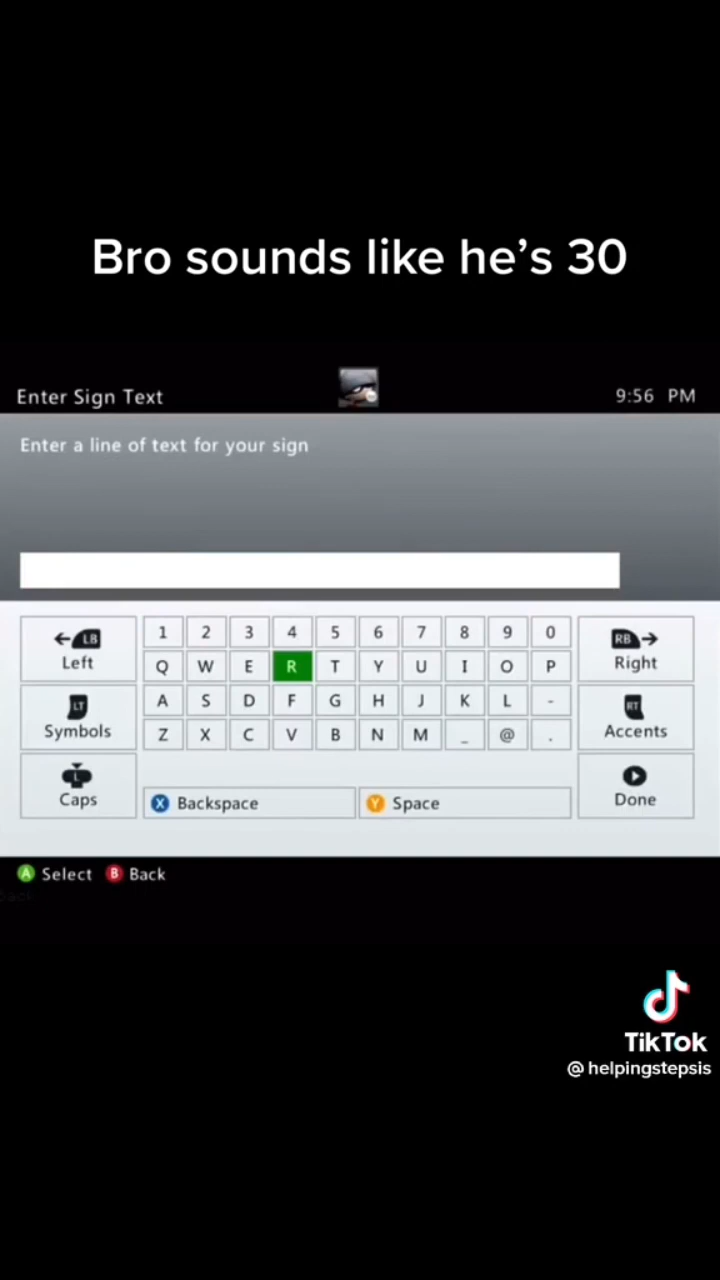 Bro sounds like he’s 30
Enter Sign Text
9:56 PM
Enter a line of text for your sign
LB
Left
1 2 3 4 5 6 7 8 9 0
RB
Right
Q W E R T Y U I O P
LT
Symbols
A S D F G H J K L -
RT
Accents
Z X C V B N M _ @ .
L
Caps
X Backspace
Y Space
Done
A Select B Back
TikTok
@helpingstepsis